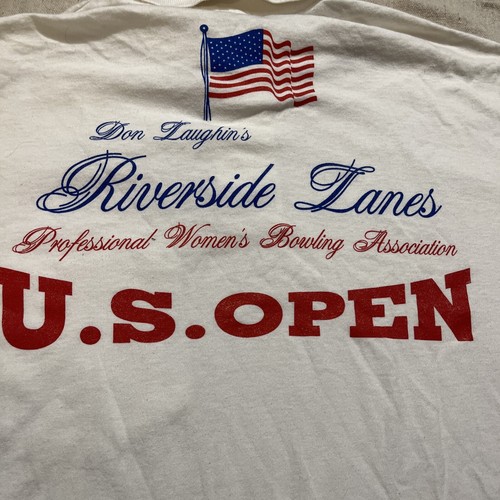 Don Laughin's
Riverside Lanes
Professional Women's Bowling Association
U.S. OPEN